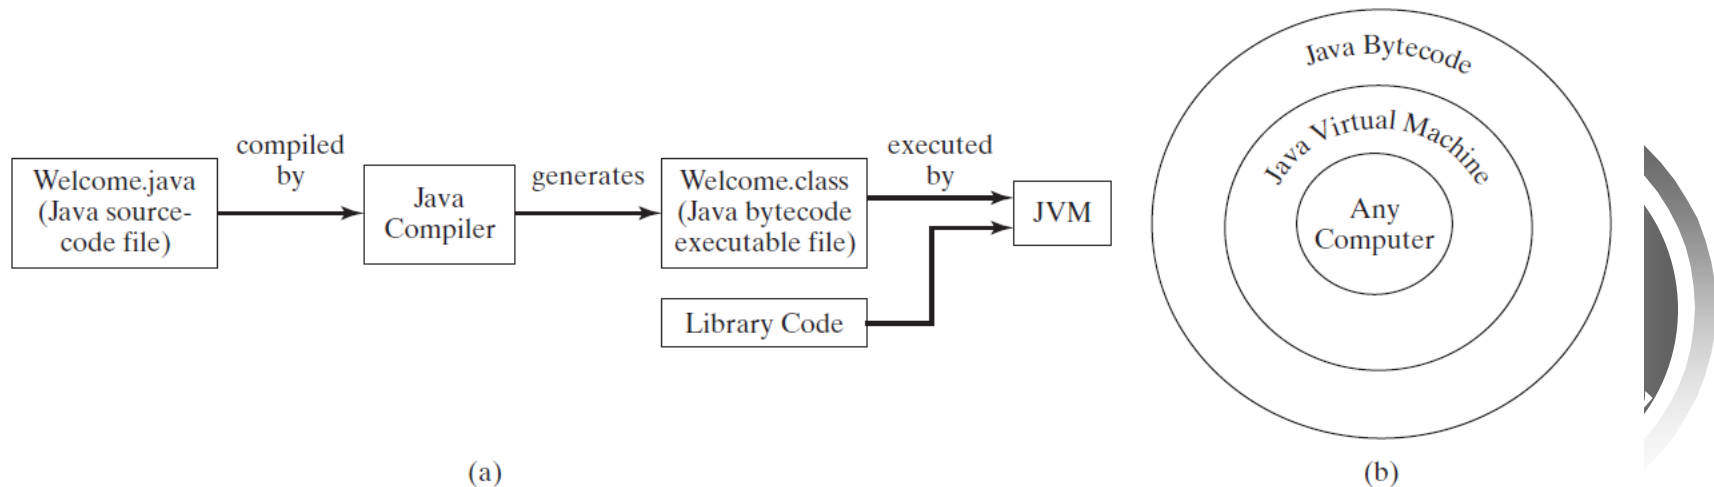 compiled
by
Welcome.java
(Java source-
code file)
Java
Compiler
generates
Welcome.class
(Java bytecode
executable file)
executed
by
JVM
Library Code
(a)
Java Bytecode
Java Virtual Machine
Any
Computer
(b)